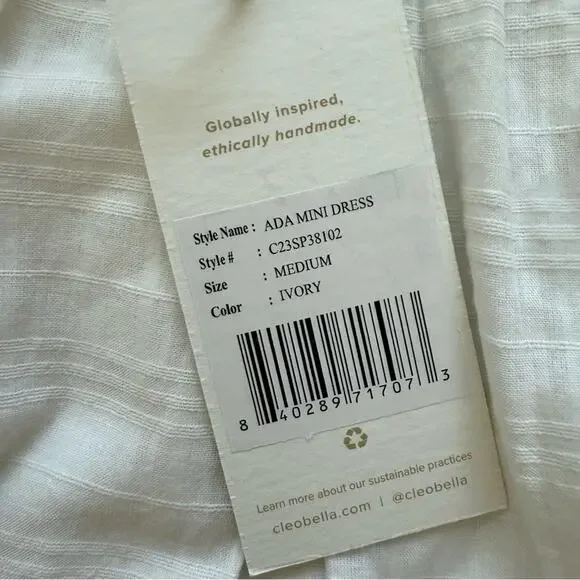 Globally inspired,
ethically handmade.
Style Name : ADA MINI DRESS
Style # : C23SP38102
Size : MEDIUM
Color : IVORY
8 40289 71707 3
Learn more about our sustainable practices
cleobella.com | @cleobella